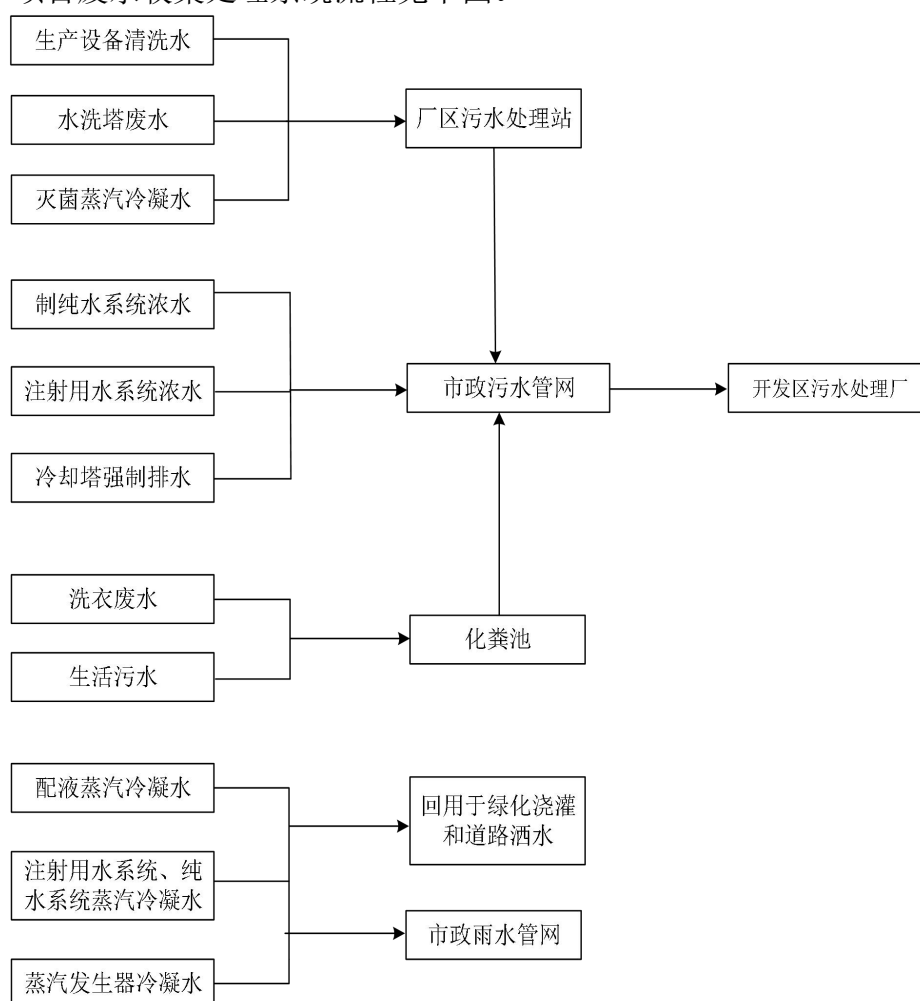 生产设备清洗水
水洗塔废水
厂区污水处理站
灭菌蒸汽冷凝水
制纯水系统浓水
注射用水系统浓水
市政污水管网
开发区污水处理厂
冷却塔强制排水
洗衣废水
化粪池
生活污水
配液蒸汽冷凝水
回用于绿化浇灌
和道路洒水
注射用水系统、纯
水系统蒸汽冷凝水
市政雨水管网
蒸汽发生器冷凝水